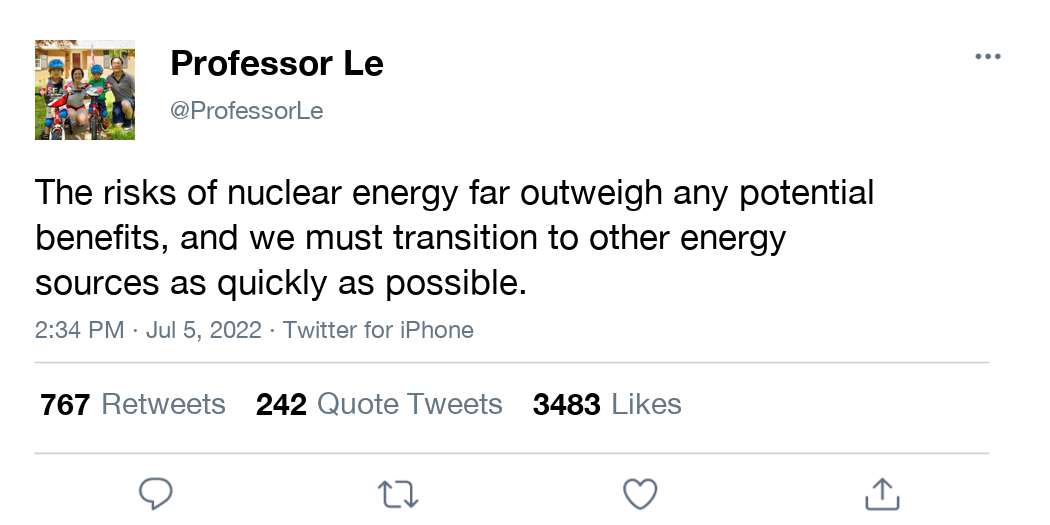 Professor Le
@ProfessorLe
The risks of nuclear energy far outweigh any potential
benefits, and we must transition to other energy
sources as quickly as possible.
2:34 PM · Jul 5, 2022 · Twitter for iPhone
767 Retweets 242 Quote Tweets 3483 Likes